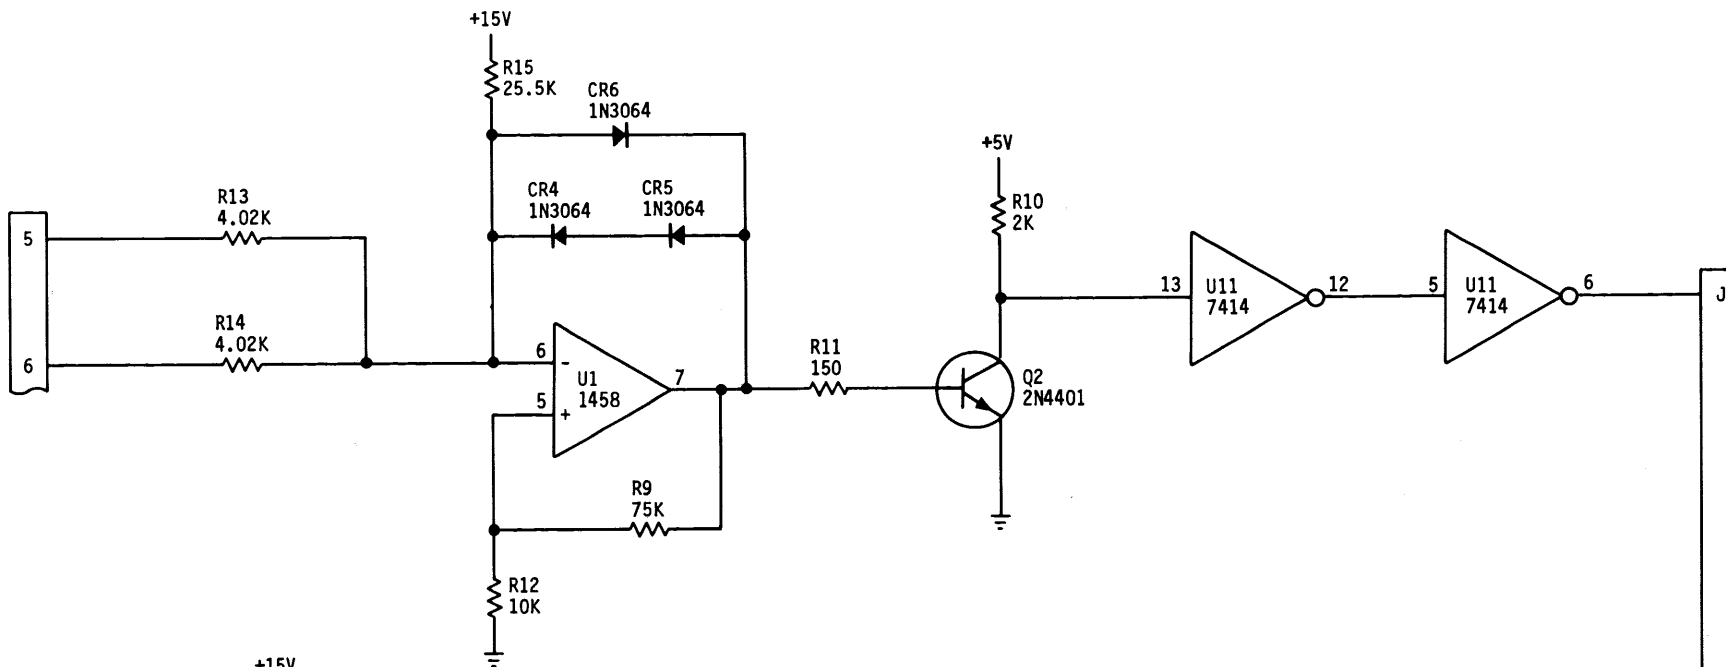 +15V
R15
25.5K
CR6
1N3064
+5V
R13
4.02K
CR4
1N3064
CR5
1N3064
R10
2K
5
13
U11
7414
12
5
U11
7414
6
J
R14
4.02K
6
6
-
U1
1458
7
5
+
R11
150
Q2
2N4401
R9
75K
R12
10K
+15V